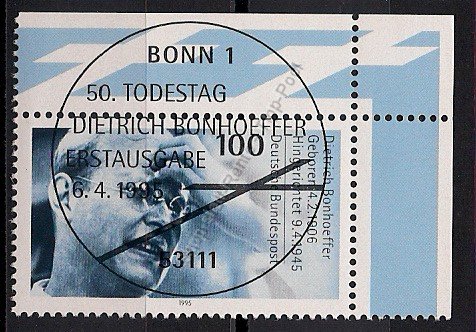 BONN 1
50. TODESTAG
DIETRICH BONHOEFFER
ERSTAUSGABE
6. 4. 1995
53111
100
Dietrich Bonhoeffer
Geboren 4.2.1906
Hingerichtet 9.4.1945
Deutsche Bundespost
1995